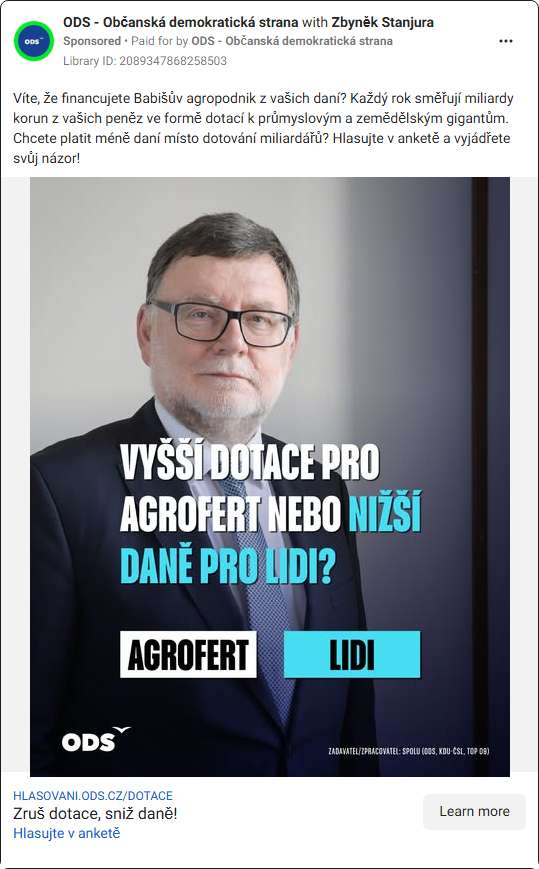 ODS - Občanská demokratická strana with Zbyněk Stanjura
Sponsored • Paid for by ODS - Občanská demokratická strana
Library ID: 2089347868258503
Víte, že financujete Babišův agropodnik z vašich daní? Každý rok směřují miliardy
korun z vašich peněz ve formě dotací k průmyslovým a zemědělským gigantům.
Chcete platit méně daní místo dotování miliardářů? Hlasujte v anketě a vyjádřete
svůj názor!
VYŠŠÍ DOTACE PRO
AGROFERT NEBO NIŽŠÍ
DANĚ PRO LIDI?
AGROFERT LIDI
ODS
ZADAVATEL/ZPRACOVATEL: SPOLU (ODS, KDU-ČSL, TOP 09)
HLASOVANI.ODS.CZ/DOTACE
Zruš dotace, sniž daně!
Hlasujte v anketě
Learn more